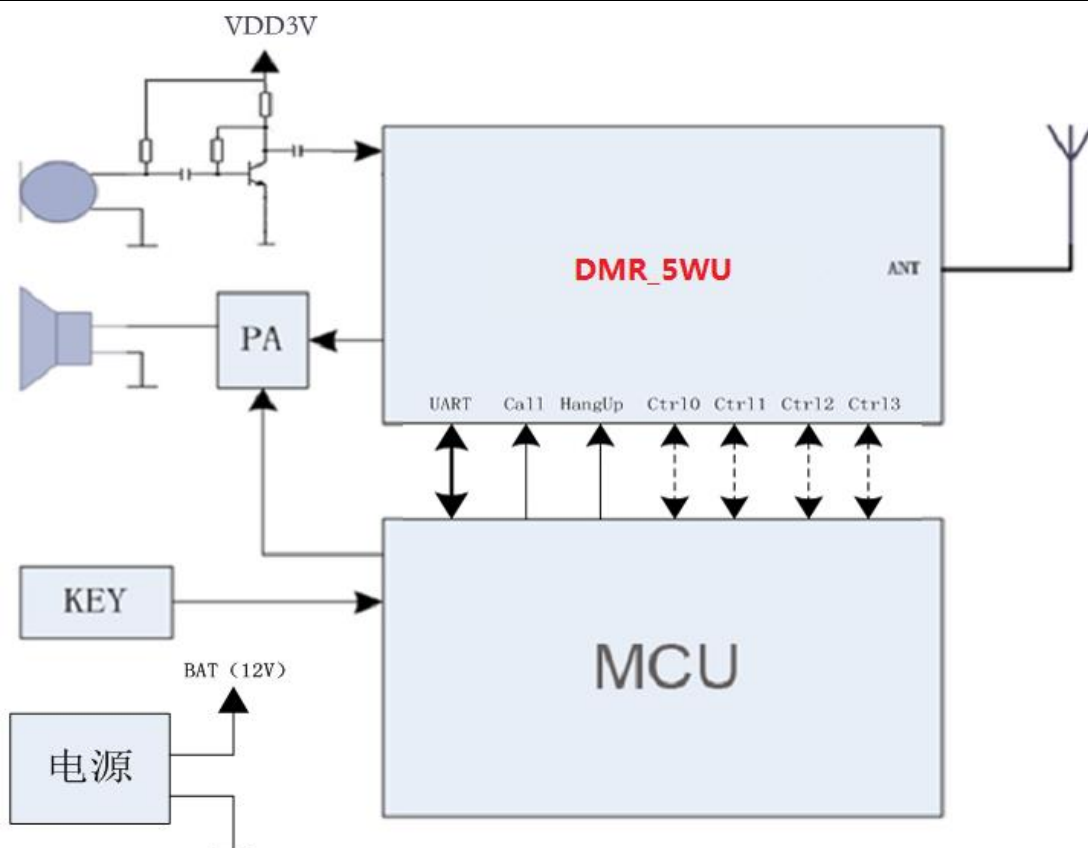 VDD3V
DMR_5WU
ANT
PA
UART Call HangUp Ctrl0 Ctrl1 Ctrl2 Ctrl3
KEY
MCU
BAT（12V）
电源